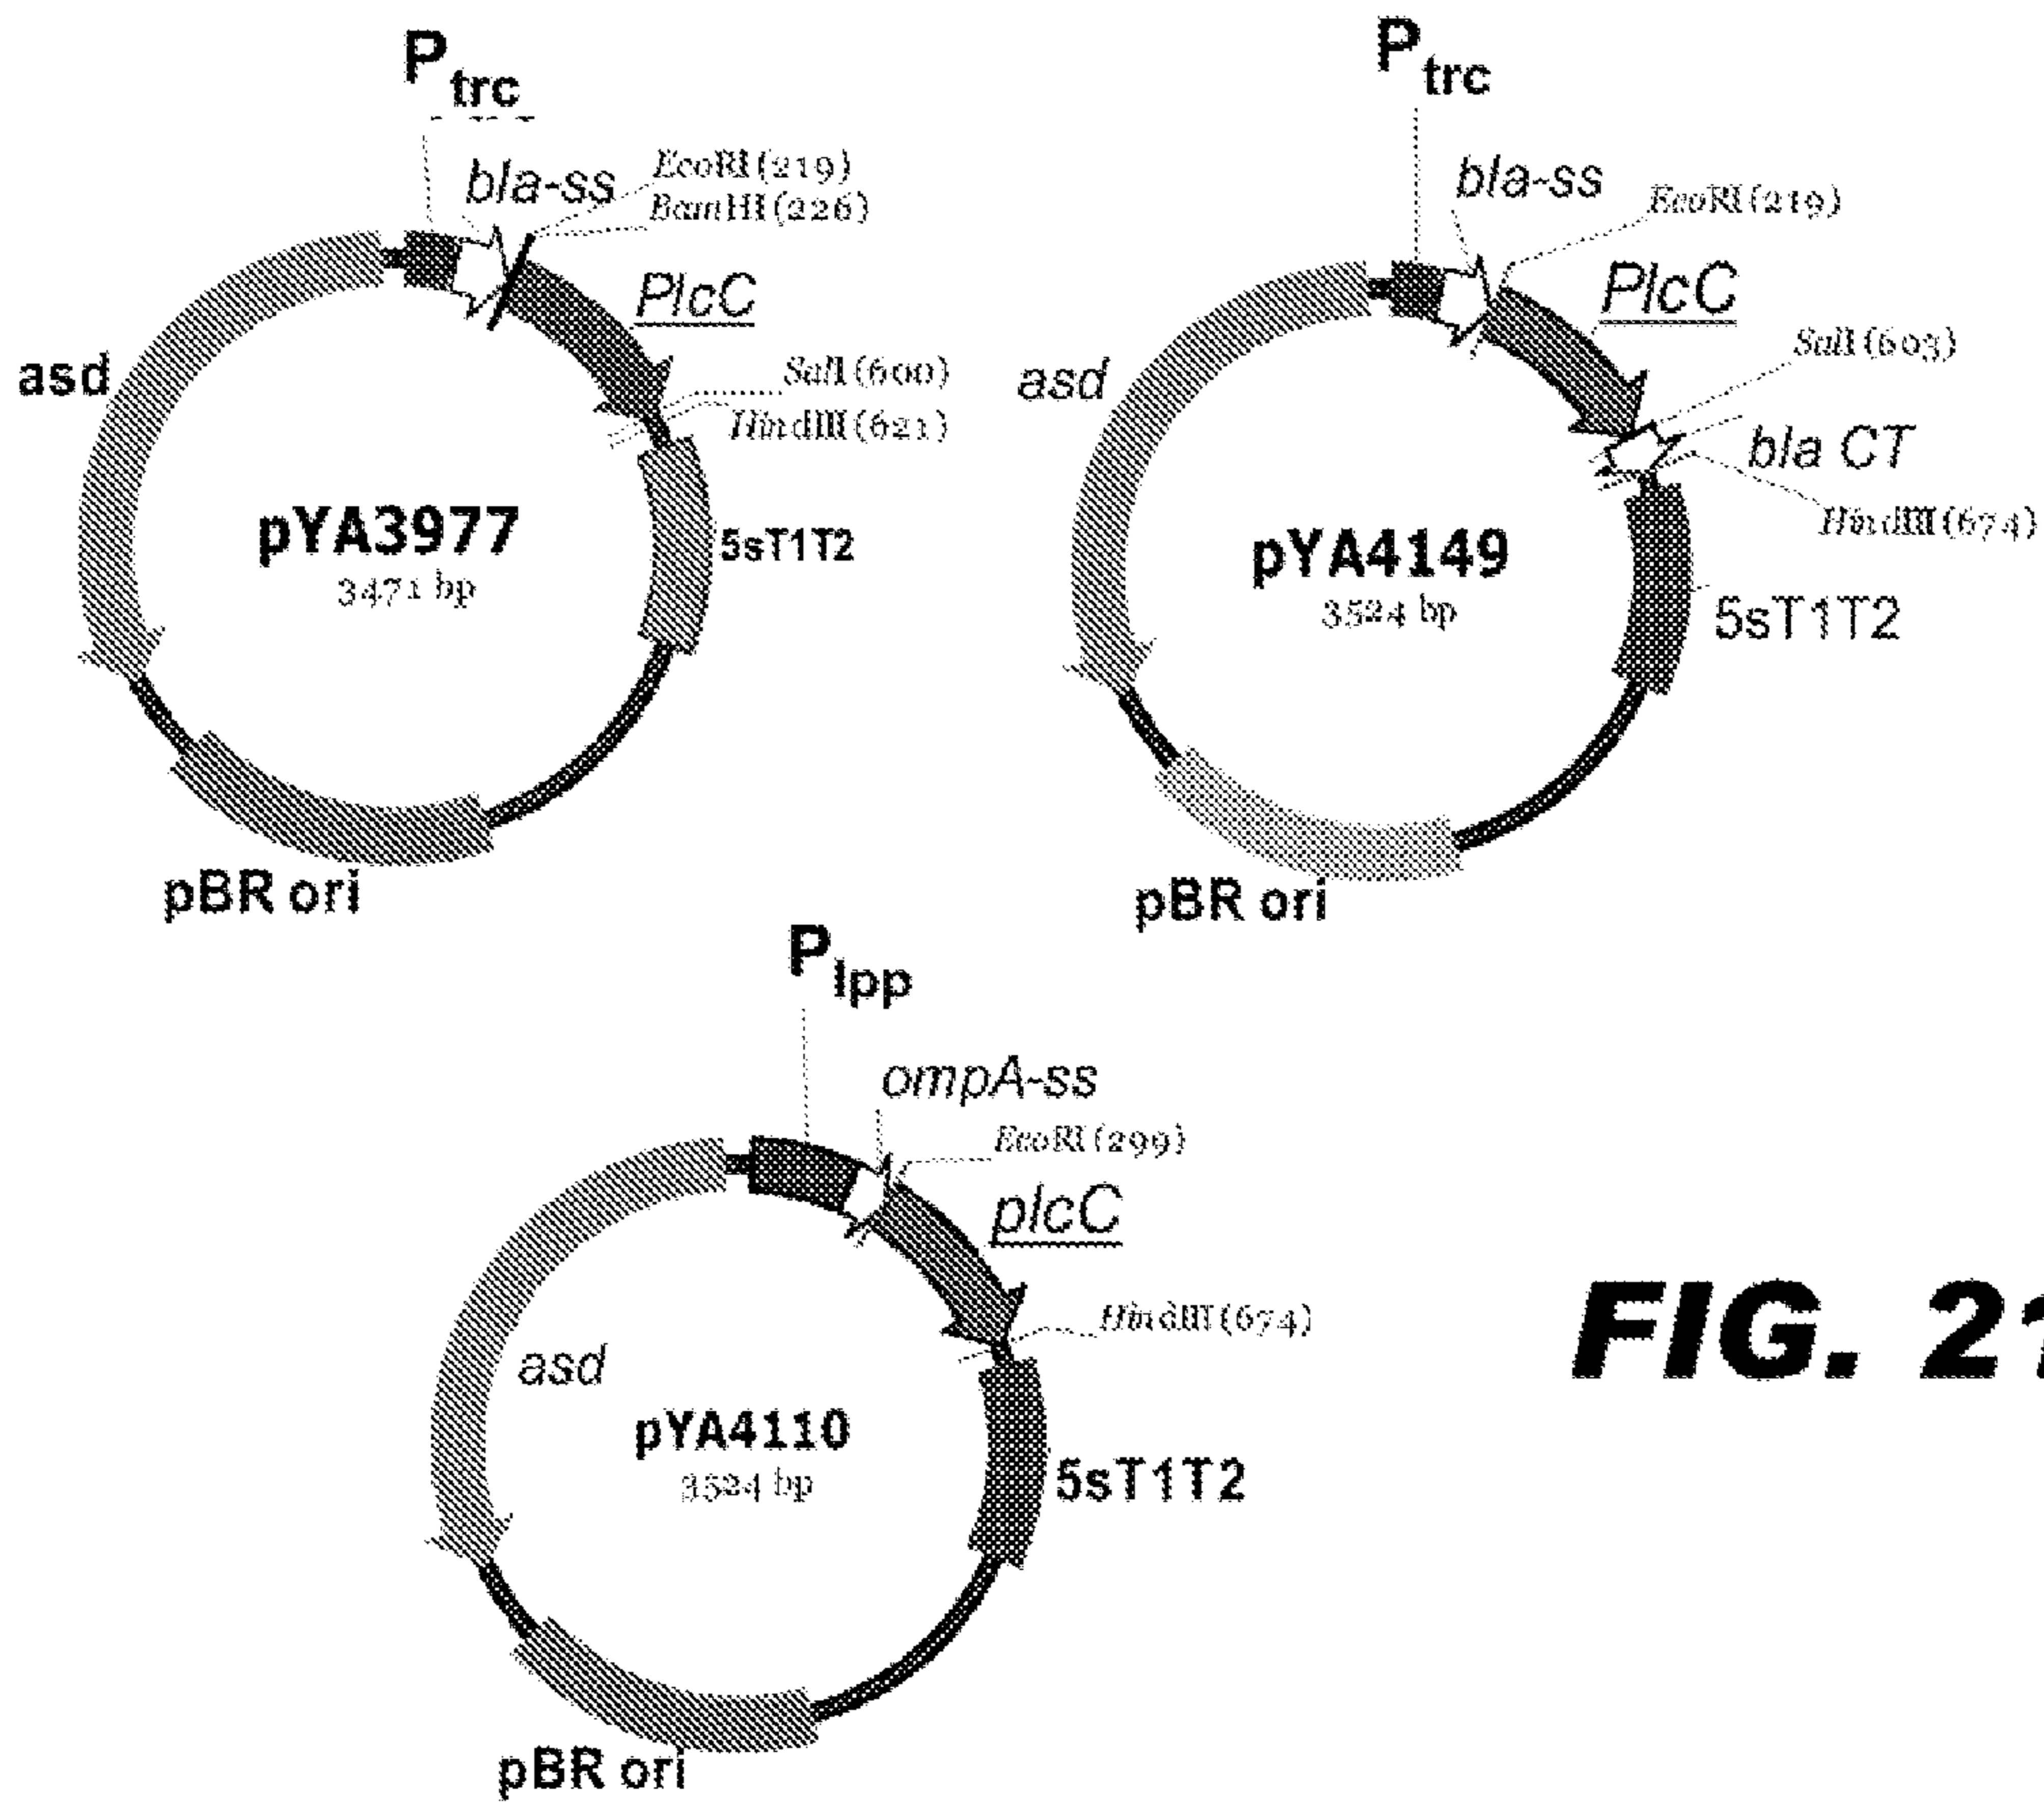 Ptrc
bla-ss
EcoRI (219)
BamHI (226)
PlcC
asd
SalI (600)
HindIII (621)
pYA3977
3471 bp
5sT1T2
pBR ori
Ptrc
bla-ss
EcoRI (219)
PlcC
SalI (603)
asd
bla CT
HindIII (674)
pYA4149
3524 bp
5sT1T2
pBR ori
Plpp
ompA-ss
EcoRI (299)
plcC
HindIII (674)
asd
pYA4110
3524 bp
5sT1T2
pBR ori
FIG. 21